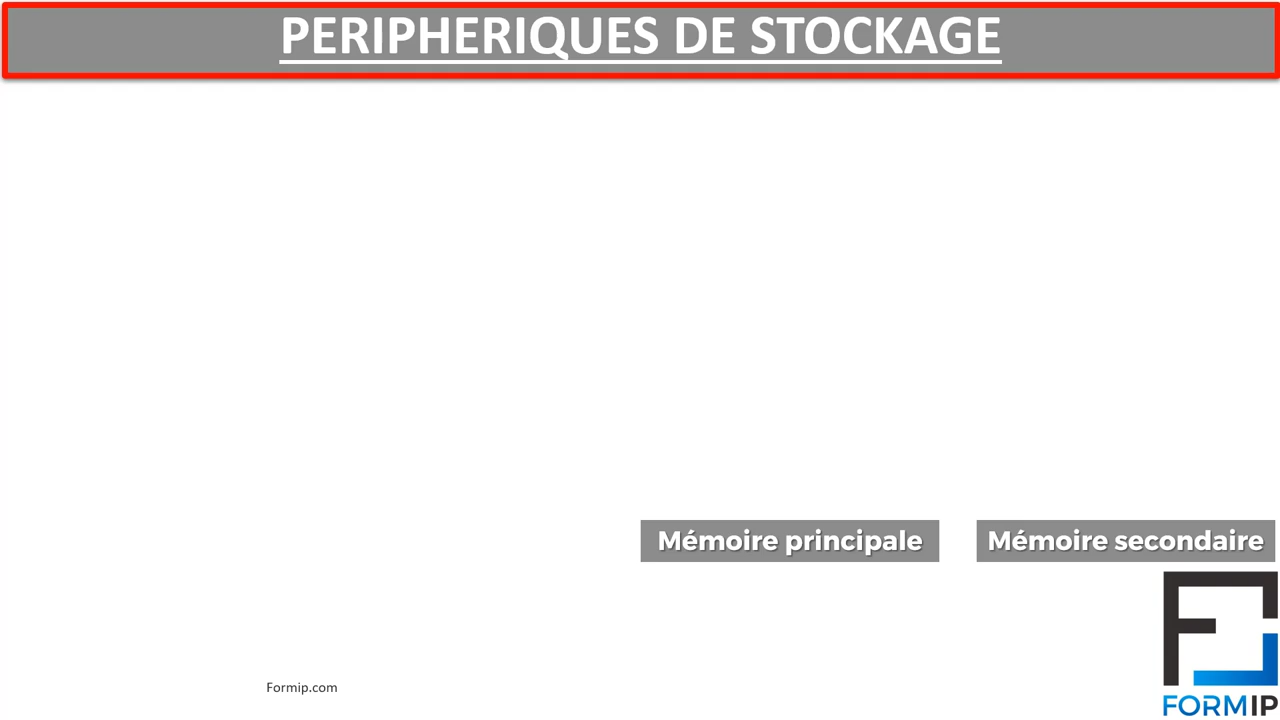 PERIPHERIQUES DE STOCKAGE
Mémoire principale
Mémoire secondaire
Formip.com
FORMIP